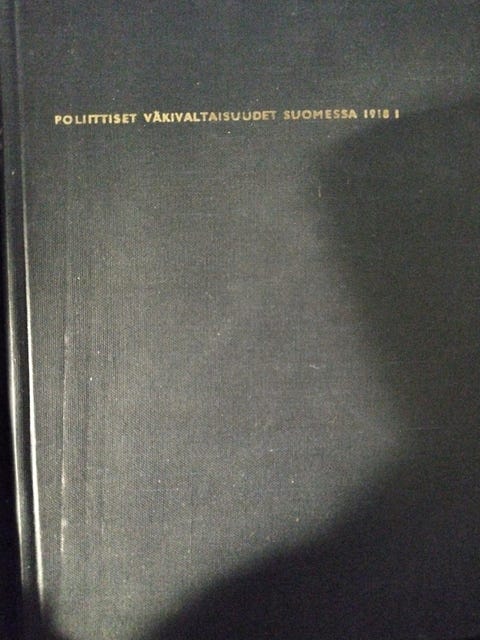 POLIITTISET VÄKIVALTAISUUDET SUOMESSA 1918 I